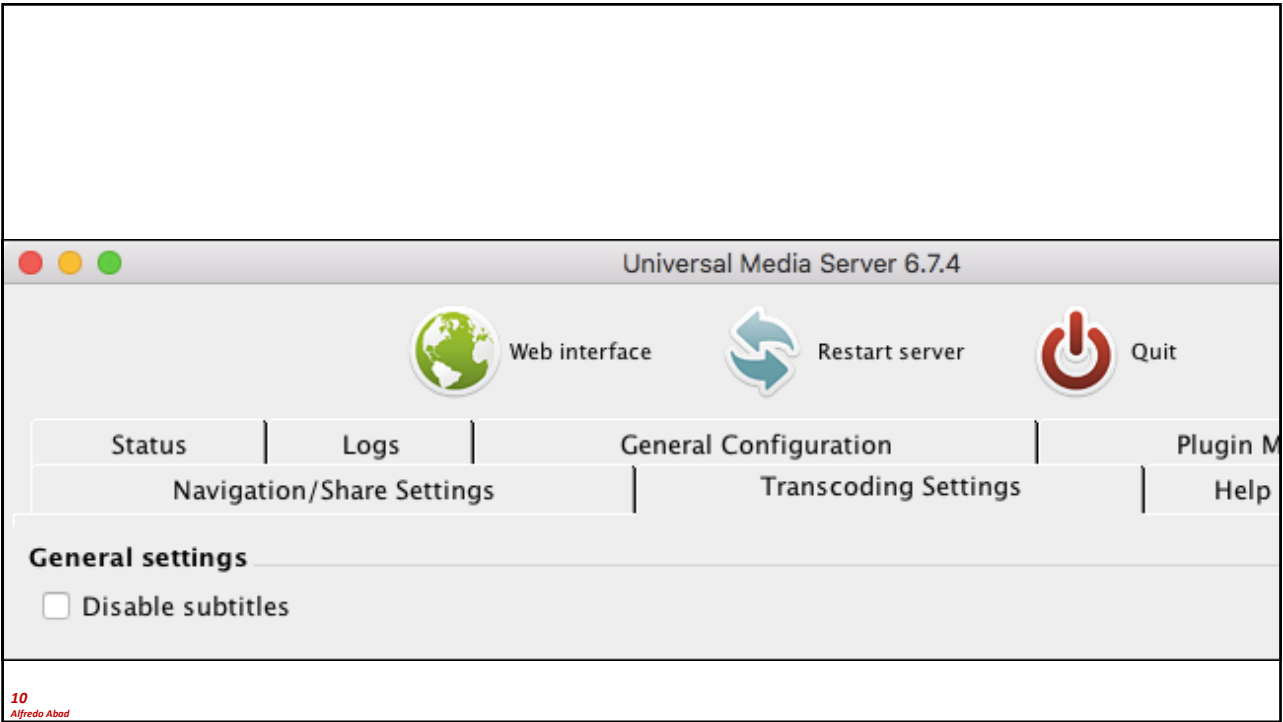 Universal Media Server 6.7.4
Web interface Restart server Quit
Status Logs General Configuration Plugin M
Navigation/Share Settings Transcoding Settings Help
General settings
Disable subtitles
10
Alfredo Abad